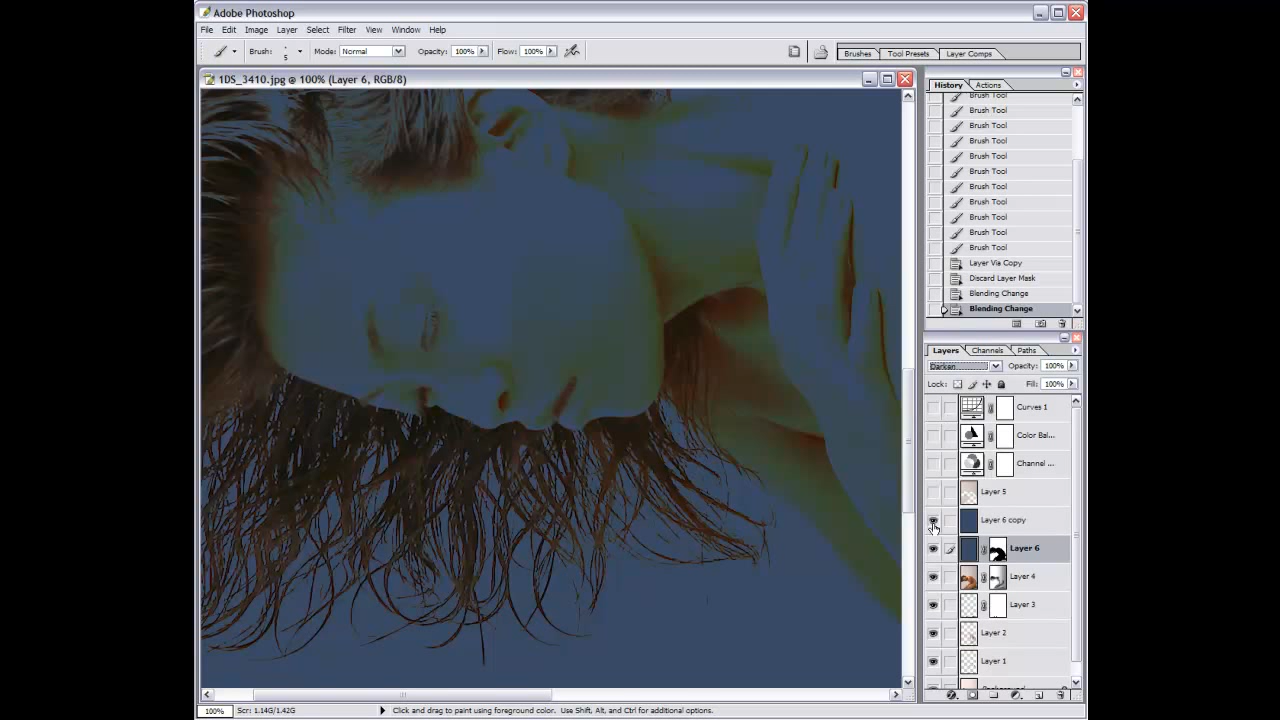 Adobe Photoshop
File Edit Image Layer Select Filter View Window Help
Brush: 5 Mode: Normal Opacity: 100% Flow: 100%
Brushes Tool Presets Layer Comps
1DS_3410.jpg @ 100% (Layer 6, RGB/8)
History Actions
Brush Tool
Brush Tool
Brush Tool
Brush Tool
Brush Tool
Brush Tool
Brush Tool
Brush Tool
Brush Tool
Brush Tool
Brush Tool
Layer Via Copy
Discard Layer Mask
Blending Change
Blending Change
Layers Channels Paths
Darken Opacity: 100%
Lock: Fill: 100%
Curves 1
Color Bal...
Channel ...
Layer 5
Layer 6 copy
Layer 6
Layer 4
Layer 3
Layer 2
Layer 1
Background
100% Scr: 1.14G/1.42G Click and drag to paint using foreground color. Use Shift, Alt, and Ctrl for additional options.